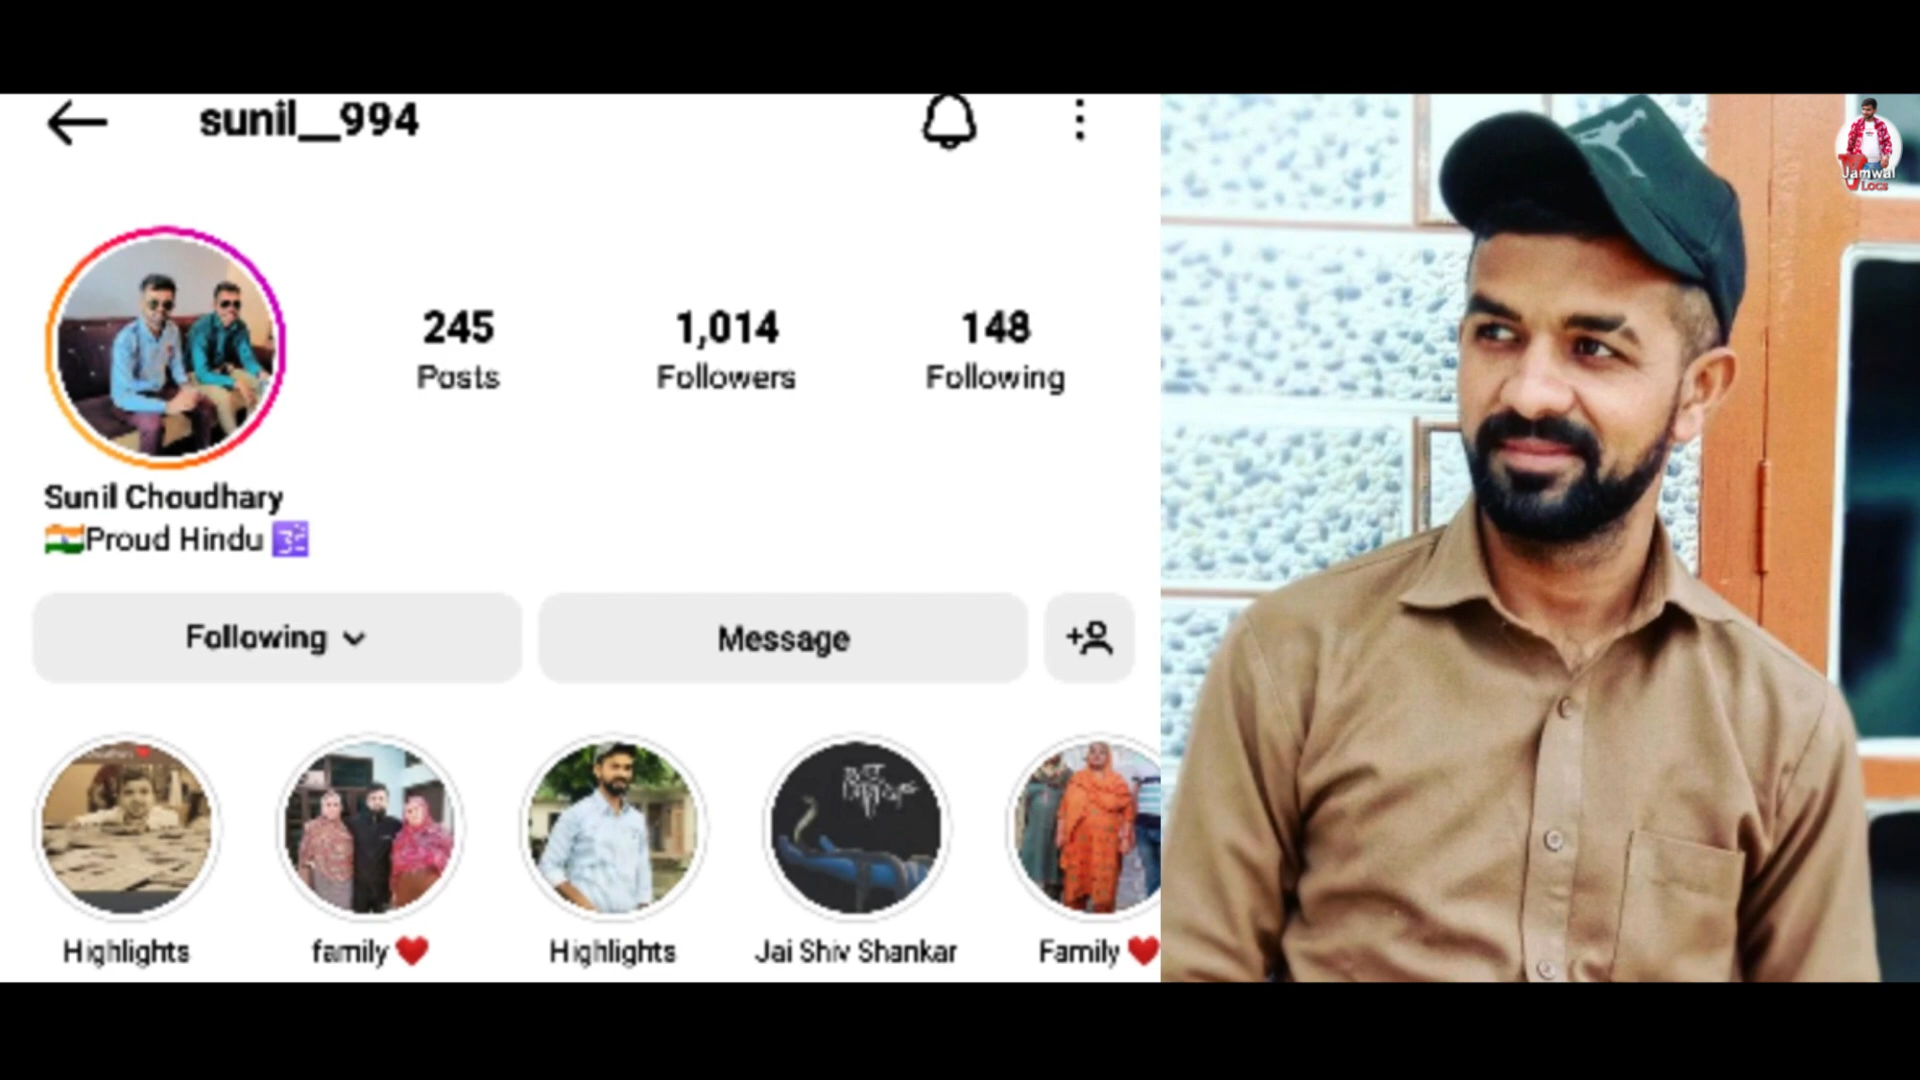 sunil__994
245
Posts
1,014
Followers
148
Following
Sunil Choudhary
Proud Hindu
Following
Message
Highlights
family
Highlights
Jai Shiv Shankar
Family
Jamwal
Vlogs